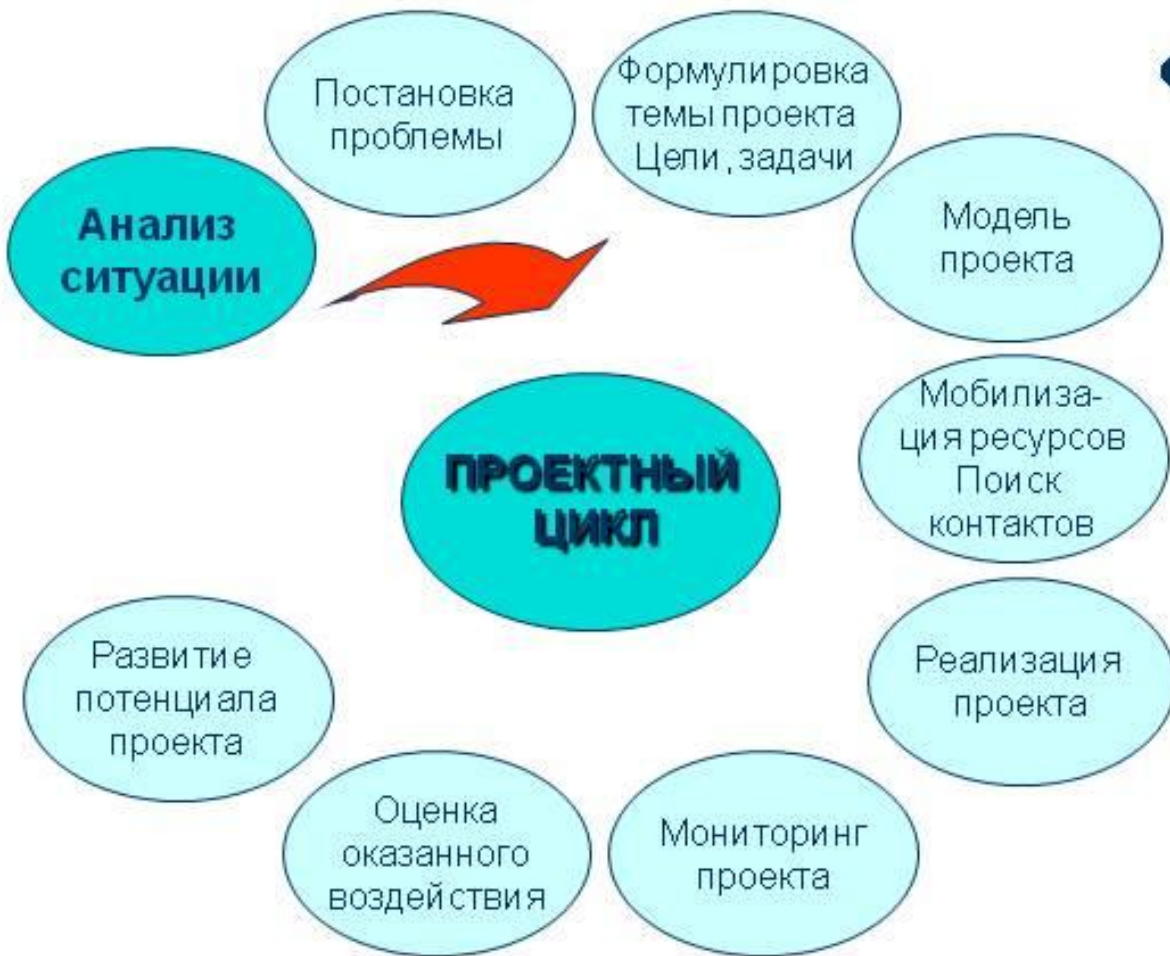 Постановка
проблемы
Формулировка
темы проекта
Цели, задачи
Анализ
ситуации
Модель
проекта
Мобилиза-
ция ресурсов
Поиск
контактов
ПРОЕКТНЫЙ
ЦИКЛ
Реализация
проекта
Развитие
потенциала
проекта
Оценка
оказанного
воздействия
Мониторинг
проекта